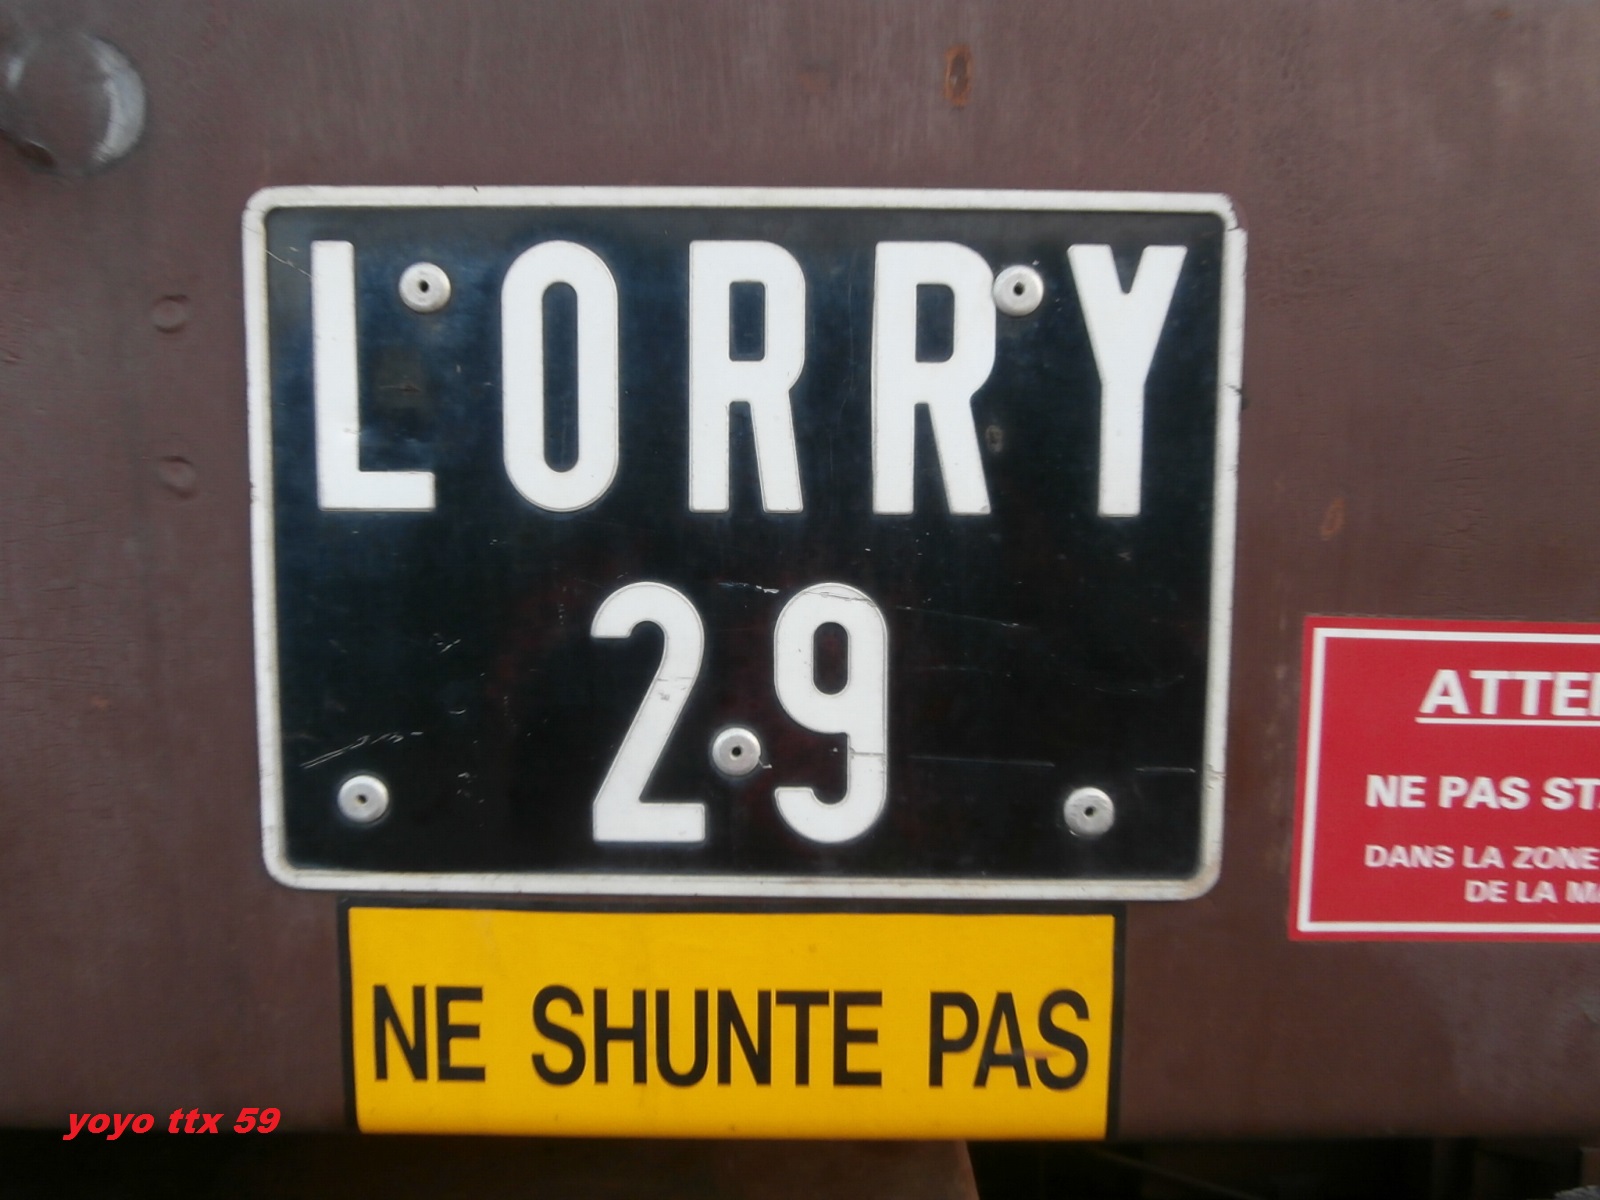 LORRY
29
NE SHUNTE PAS
NE PAS
DANS LA ZONE
DE LA
yoyo ttx 59